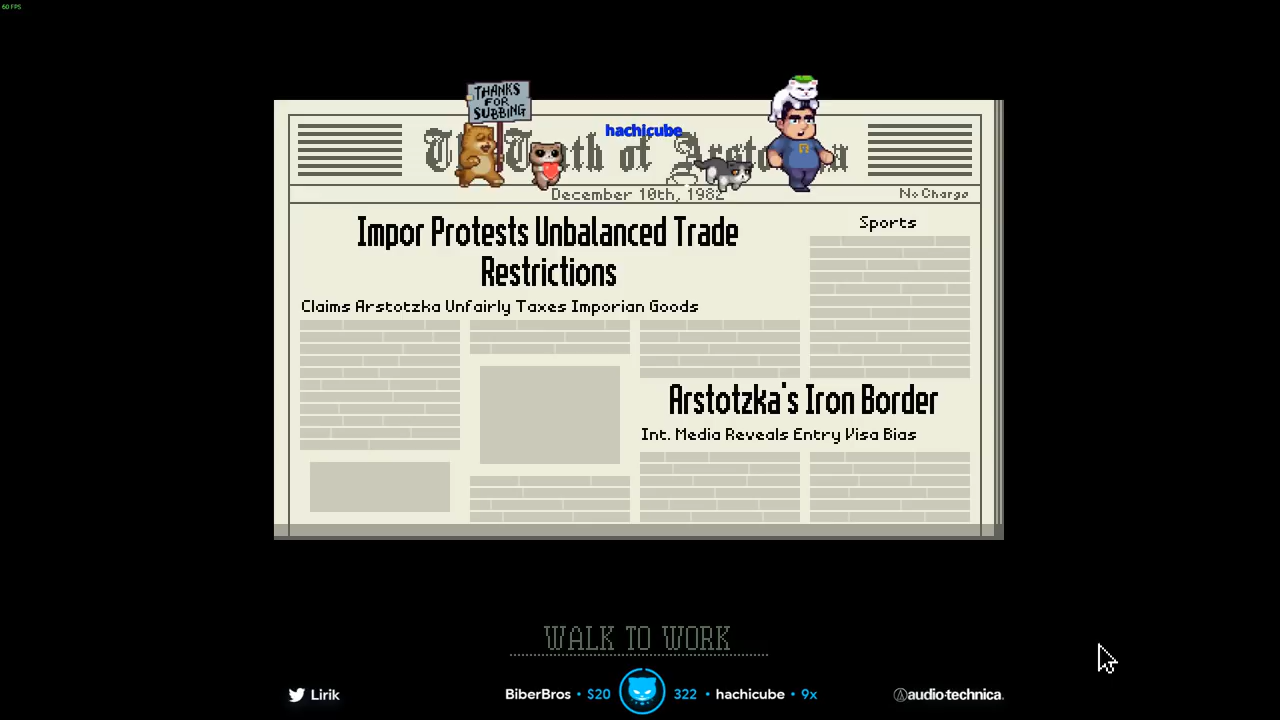 60 FPS
THANKS
FOR
SUBBING
hachicube
December 10th, 1982
No Charge
Impor Protests Unbalanced Trade
Restrictions
Sports
Claims Arstotzka Unfairly Taxes Imporian Goods
Arstotzka's Iron Border
Int. Media Reveals Entry Visa Bias
WALK TO WORK
Lirik
BiberBros • $20
322 • hachicube • 9x
audio-technica.